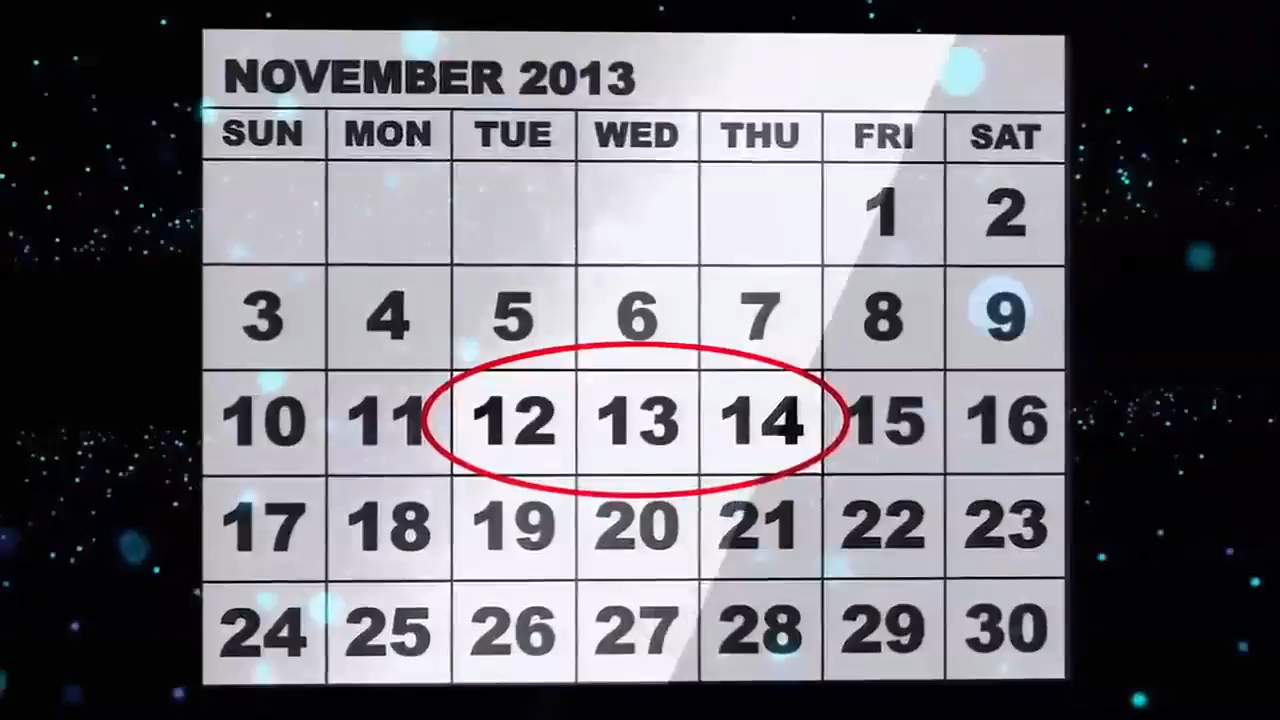 NOVEMBER 2013
SUN MON TUE WED THU FRI SAT
1 2
3 4 5 6 7 8 9
10 11 12 13 14 15 16
17 18 19 20 21 22 23
24 25 26 27 28 29 30